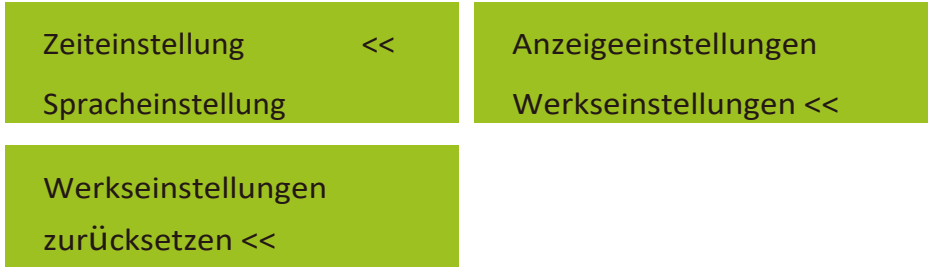 Zeiteinstellung <<
Spracheinstellung
Anzeigeeinstellungen
Werkseinstellungen <<
Werkseinstellungen
zurücksetzen <<